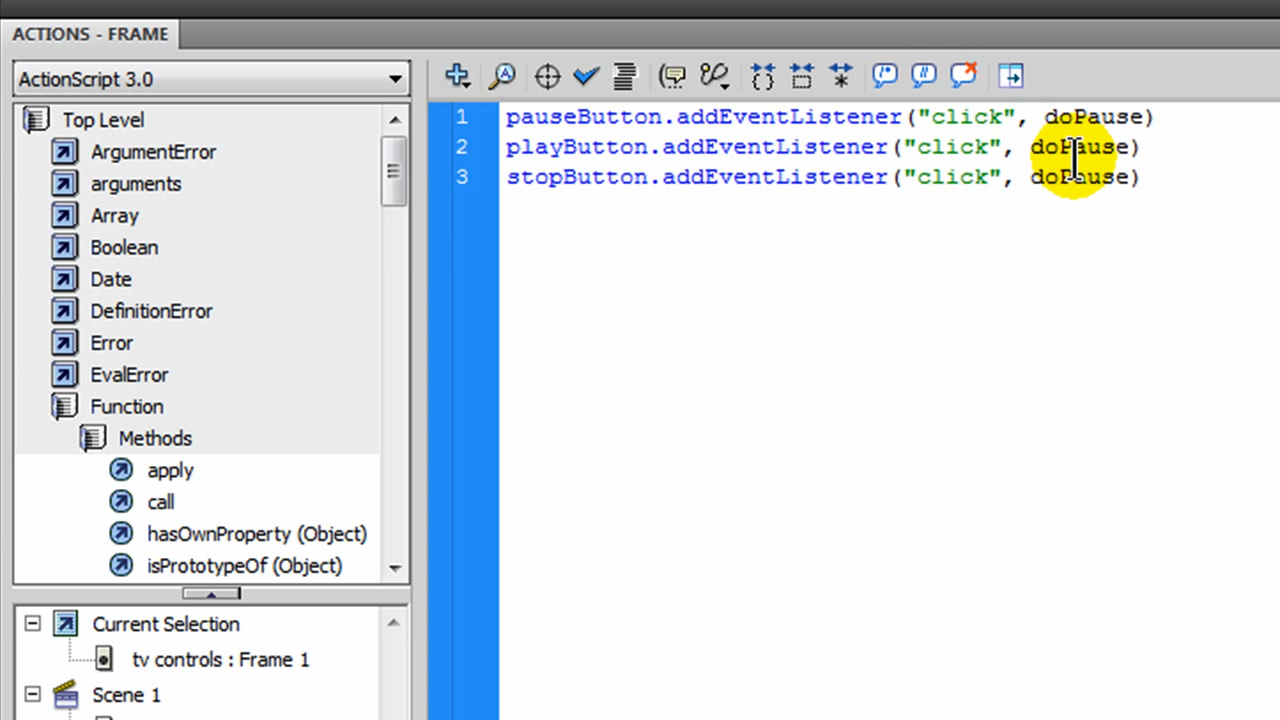 ACTIONS - FRAME
ActionScript 3.0
Top Level
ArgumentError
arguments
Array
Boolean
Date
DefinitionError
Error
EvalError
Function
Methods
apply
call
hasOwnProperty (Object)
isPrototypeOf (Object)
Current Selection
tv controls : Frame 1
Scene 1
1 pauseButton.addEventListener("click", doPause)
2 playButton.addEventListener("click", doPause)
3 stopButton.addEventListener("click", doPause)